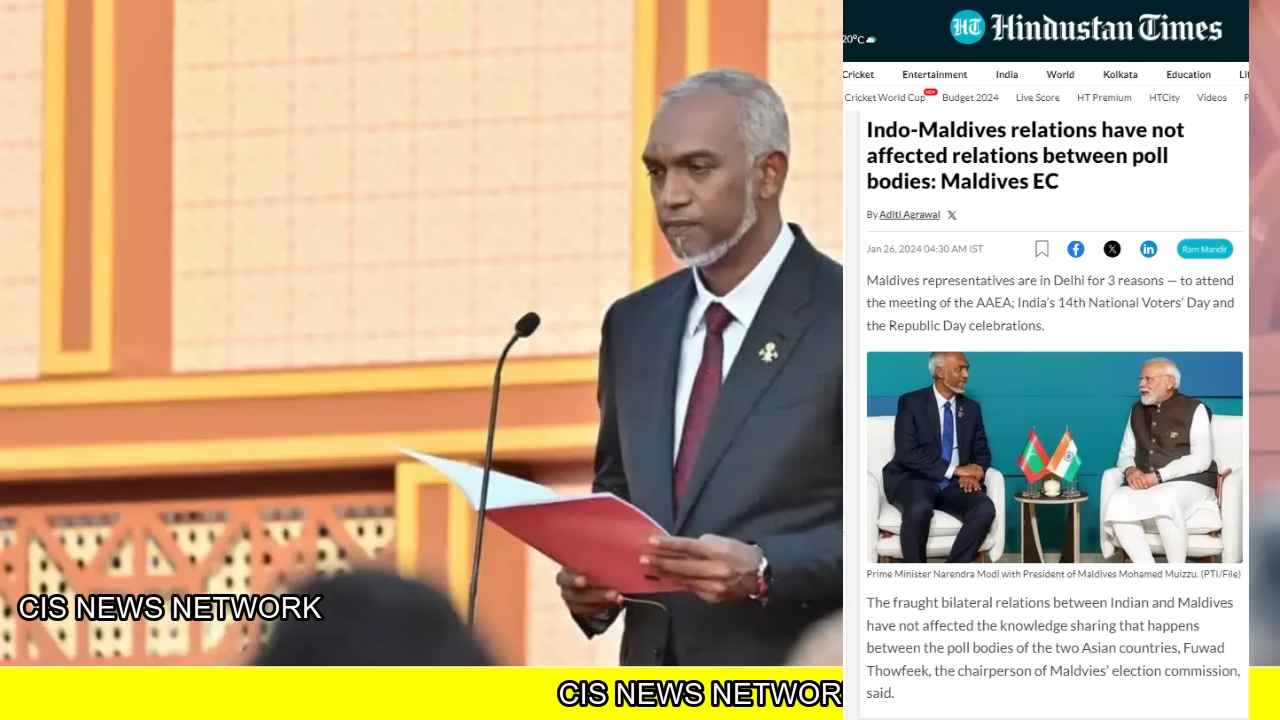 20°C
HT Hindustan Times
Cricket Entertainment India World Kolkata Education
Cricket World Cup NEW Budget 2024 Live Score HT Premium HTCity Videos
Indo-Maldives relations have not
affected relations between poll
bodies: Maldives EC
By Aditi Agrawal
Jan 26, 2024 04:30 AM IST
Ram Mandir
Maldives representatives are in Delhi for 3 reasons — to attend
the meeting of the AAEA; India's 14th National Voters' Day and
the Republic Day celebrations.
Prime Minister Narendra Modi with President of Maldives Mohamed Muizzu. (PTI/File)
The fraught bilateral relations between Indian and Maldives
have not affected the knowledge sharing that happens
between the poll bodies of the two Asian countries, Fuwad
Thowfeek, the chairperson of Maldvies' election commission,
said.
CIS NEWS NETWORK
CIS NEWS NETWOR